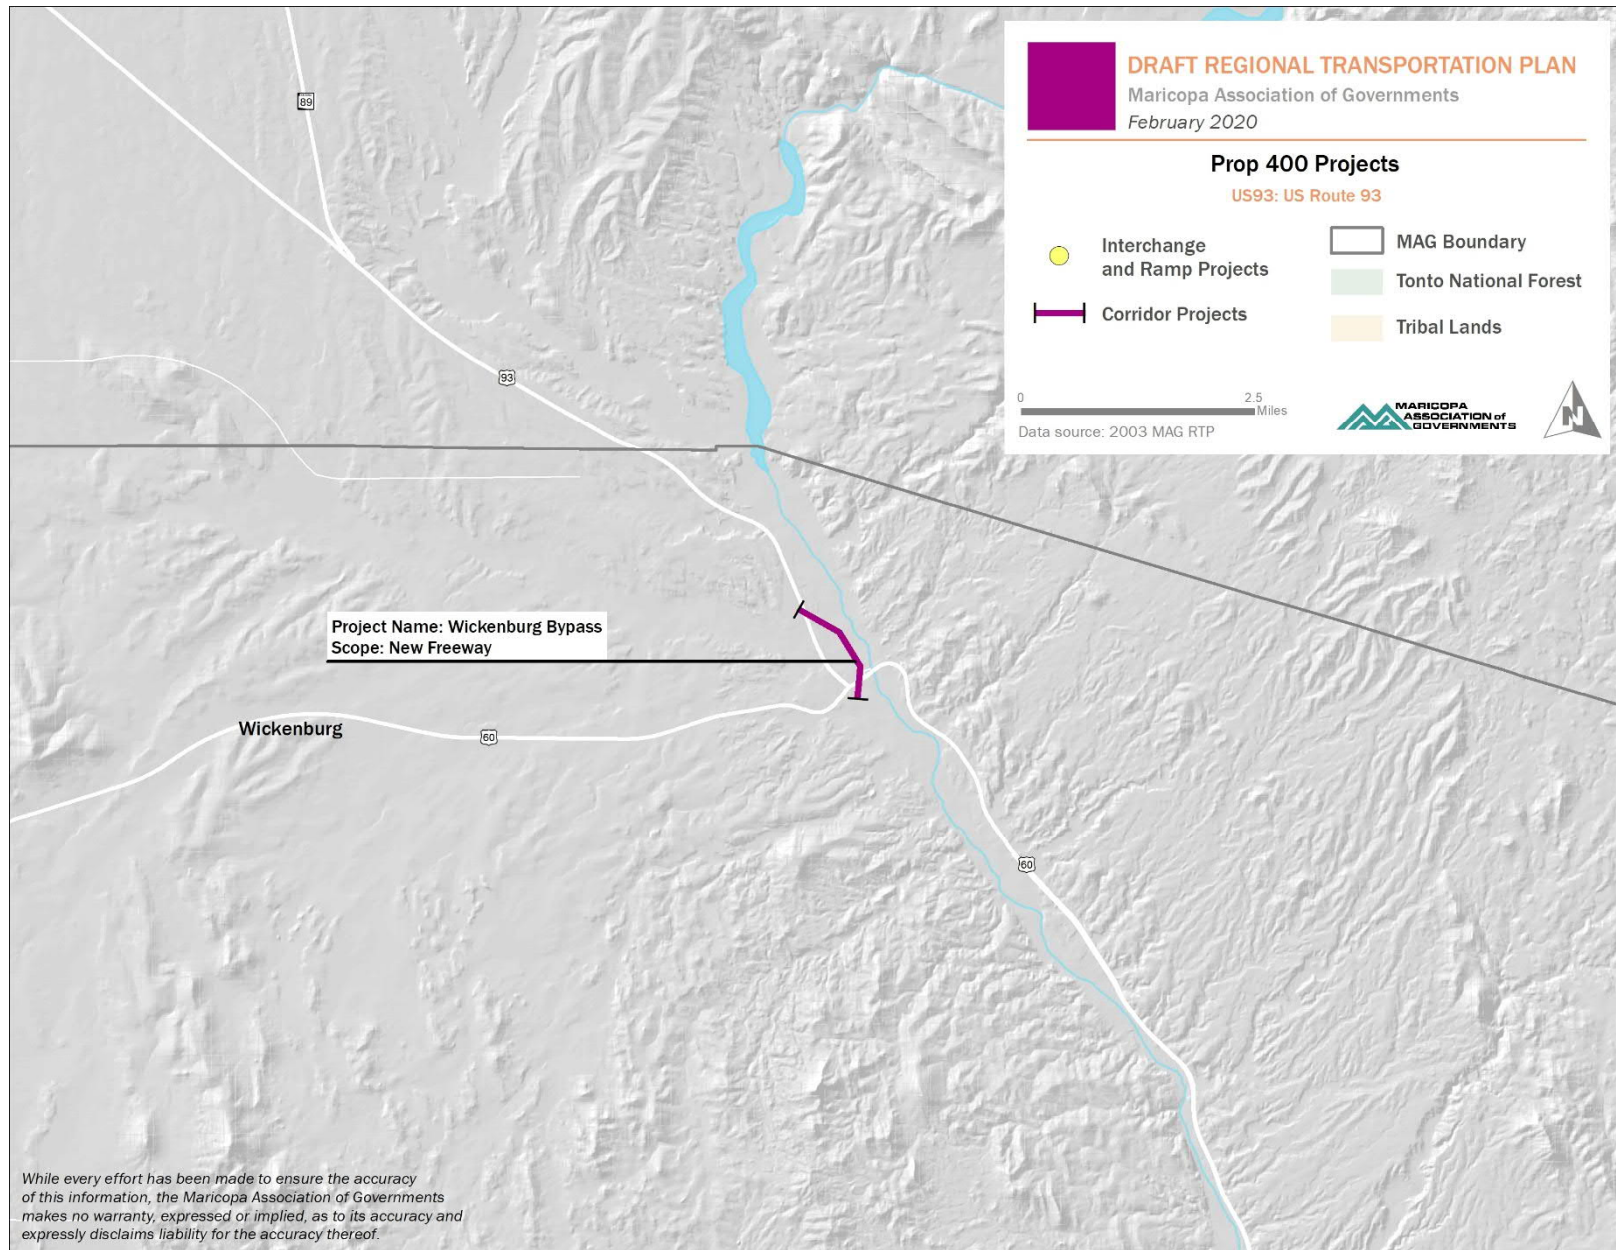 DRAFT REGIONAL TRANSPORTATION PLAN
Maricopa Association of Governments
February 2020
Prop 400 Projects
US93: US Route 93
Interchange
and Ramp Projects
Corridor Projects
MAG Boundary
Tonto National Forest
Tribal Lands
0 2.5
Miles
Data source: 2003 MAG RTP
MARICOPA
ASSOCIATION of
GOVERNMENTS
N
89
93
Project Name: Wickenburg Bypass
Scope: New Freeway
Wickenburg
60
60
While every effort has been made to ensure the accuracy
of this information, the Maricopa Association of Governments
makes no warranty, expressed or implied, as to its accuracy and
expressly disclaims liability for the accuracy thereof.